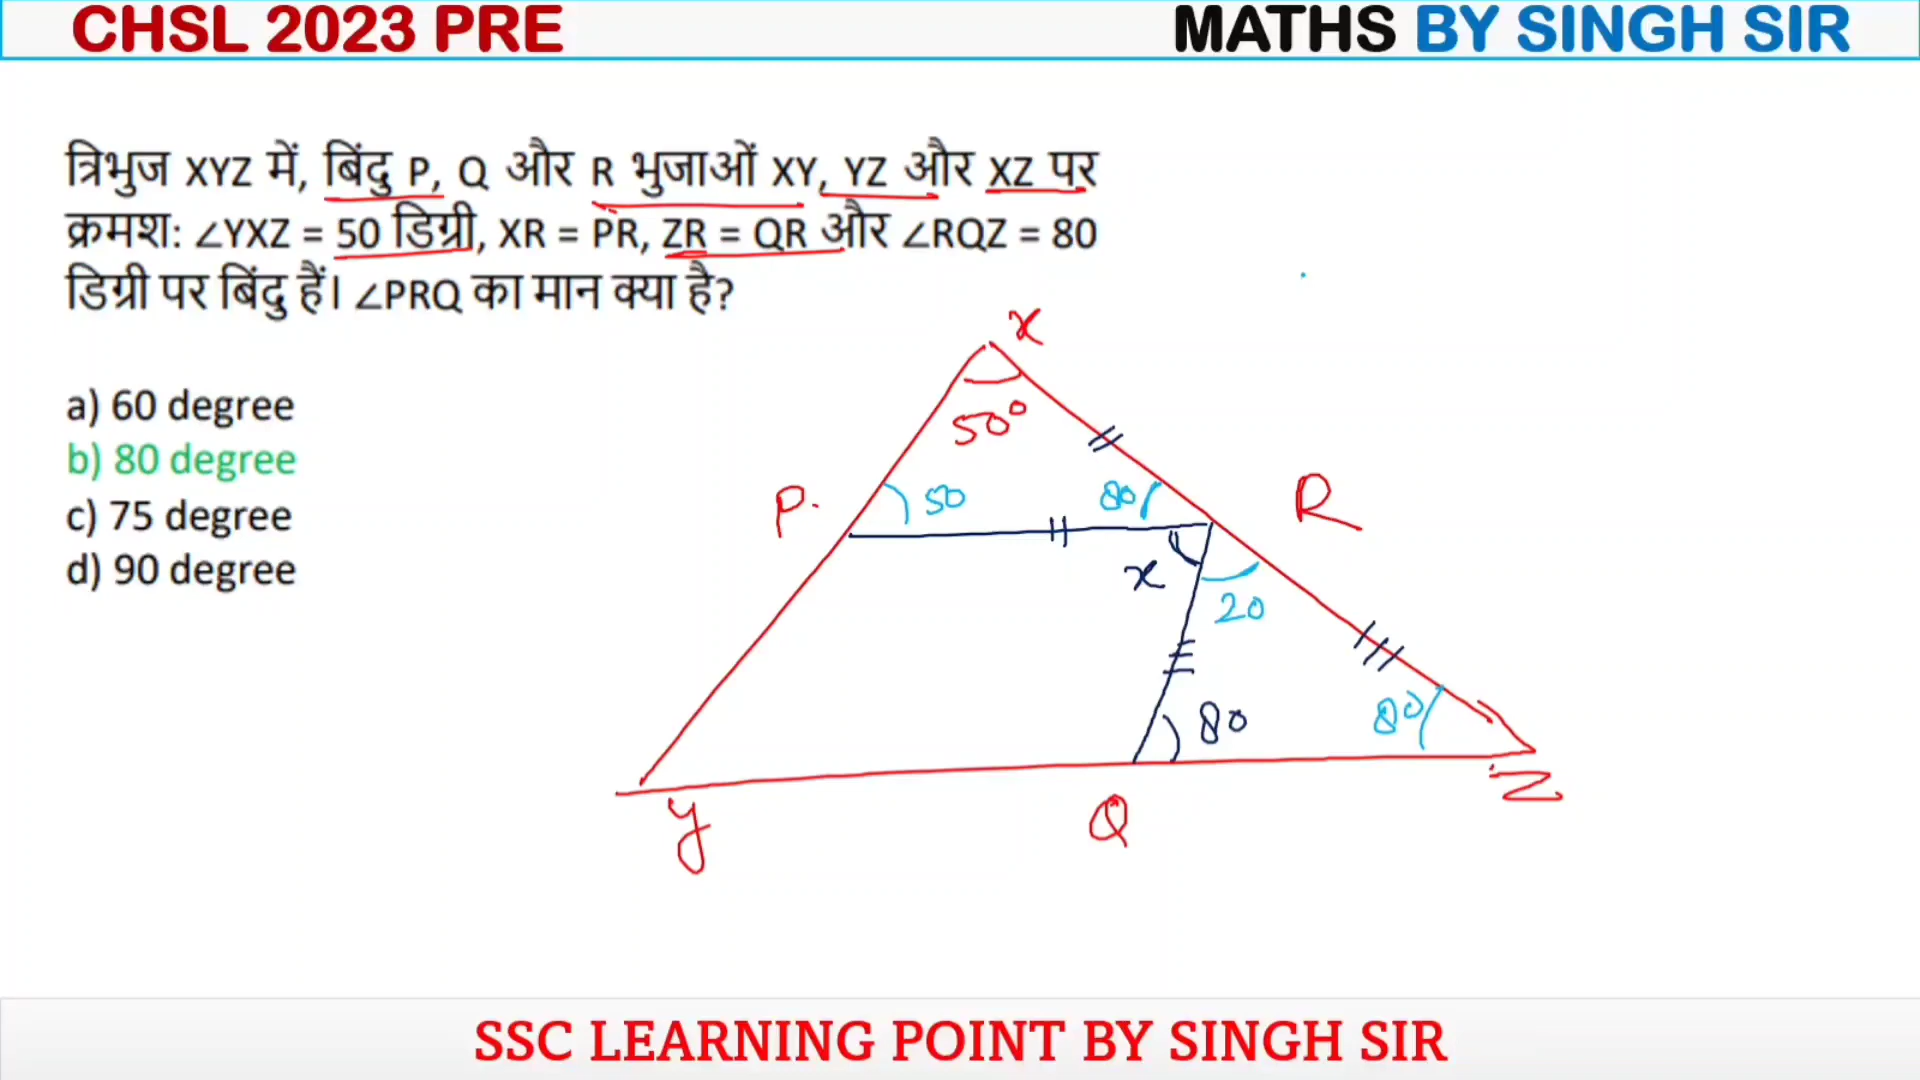 CHSL 2023 PRE
MATHS BY SINGH SIR
त्रिभुज XYZ में, बिंदु P, Q और R भुजाओं XY, YZ और XZ पर
क्रमश: ∠YXZ = 50 डिग्री, XR = PR, ZR = QR और ∠RQZ = 80
डिग्री पर बिंदु हैं। ∠PRQ का मान क्या है?
a) 60 degree
b) 80 degree
c) 75 degree
d) 90 degree
x
50°
P.
50
80
R
x
20
80
80
y
Q
Z
SSC LEARNING POINT BY SINGH SIR